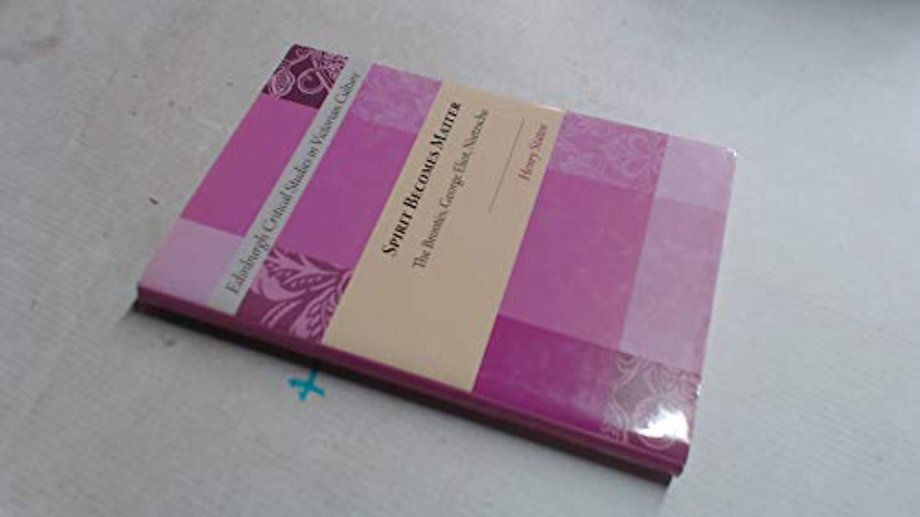 Edinburgh Critical Studies in Victorian Culture
SPIRIT BECOMES MATTER
The Brontës, George Eliot, Nietzsche
Henry Staten